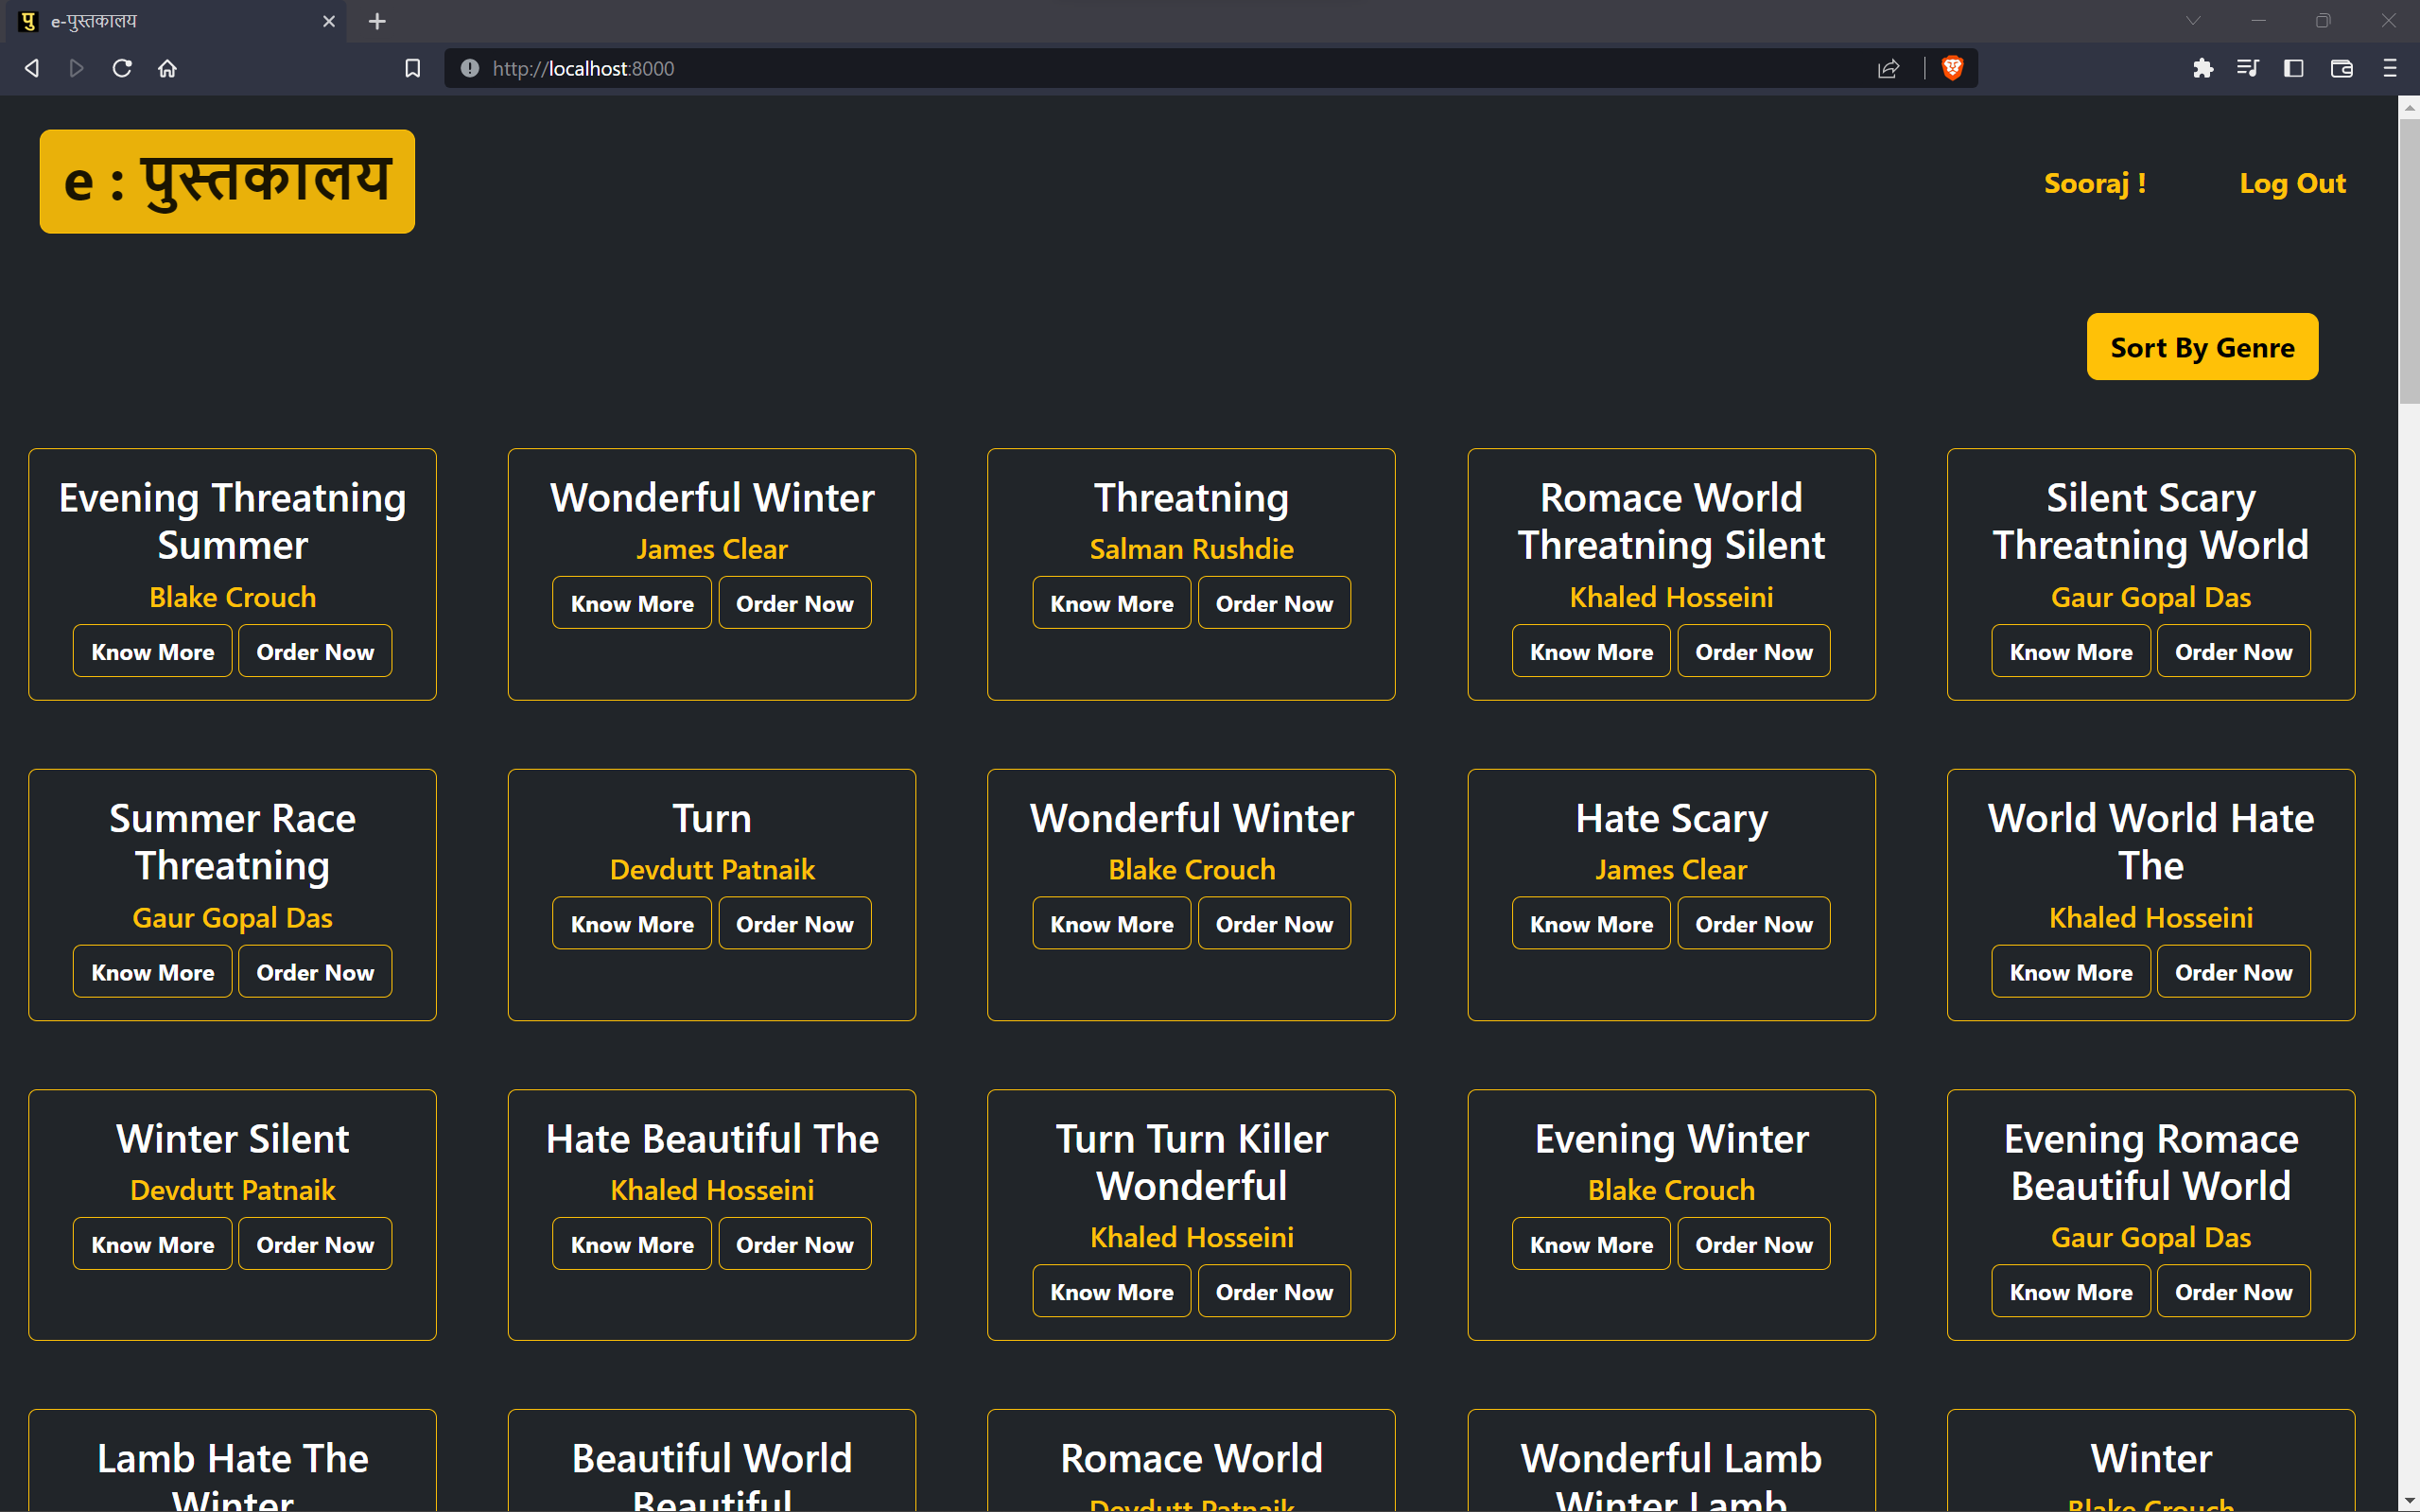 पु e-पुस्तकालय
http://localhost:8000
e : पुस्तकालय
Sooraj !
Log Out
Sort By Genre
Evening Threatning
Summer
Blake Crouch
Know More
Order Now
Wonderful Winter
James Clear
Know More
Order Now
Threatning
Salman Rushdie
Know More
Order Now
Romace World
Threatning Silent
Khaled Hosseini
Know More
Order Now
Silent Scary
Threatning World
Gaur Gopal Das
Know More
Order Now
Summer Race
Threatning
Gaur Gopal Das
Know More
Order Now
Turn
Devdutt Patnaik
Know More
Order Now
Wonderful Winter
Blake Crouch
Know More
Order Now
Hate Scary
James Clear
Know More
Order Now
World World Hate
The
Khaled Hosseini
Know More
Order Now
Winter Silent
Devdutt Patnaik
Know More
Order Now
Hate Beautiful The
Khaled Hosseini
Know More
Order Now
Turn Turn Killer
Wonderful
Khaled Hosseini
Know More
Order Now
Evening Winter
Blake Crouch
Know More
Order Now
Evening Romace
Beautiful World
Gaur Gopal Das
Know More
Order Now
Lamb Hate The
Winter
Beautiful World
Beautiful
Romace World
Devdutt Patnaik
Wonderful Lamb
Winter Lamb
Winter
Blake Crouch